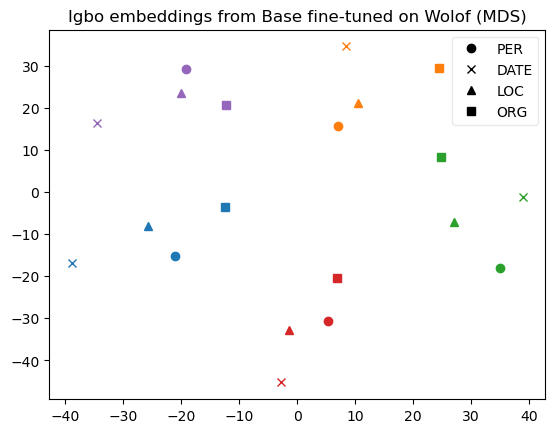 Igbo embeddings from Base fine-tuned on Wolof (MDS)
PER
DATE
LOC
ORG
30
20
10
0
−10
−20
−30
−40
−40 −30 −20 −10 0 10 20 30 40